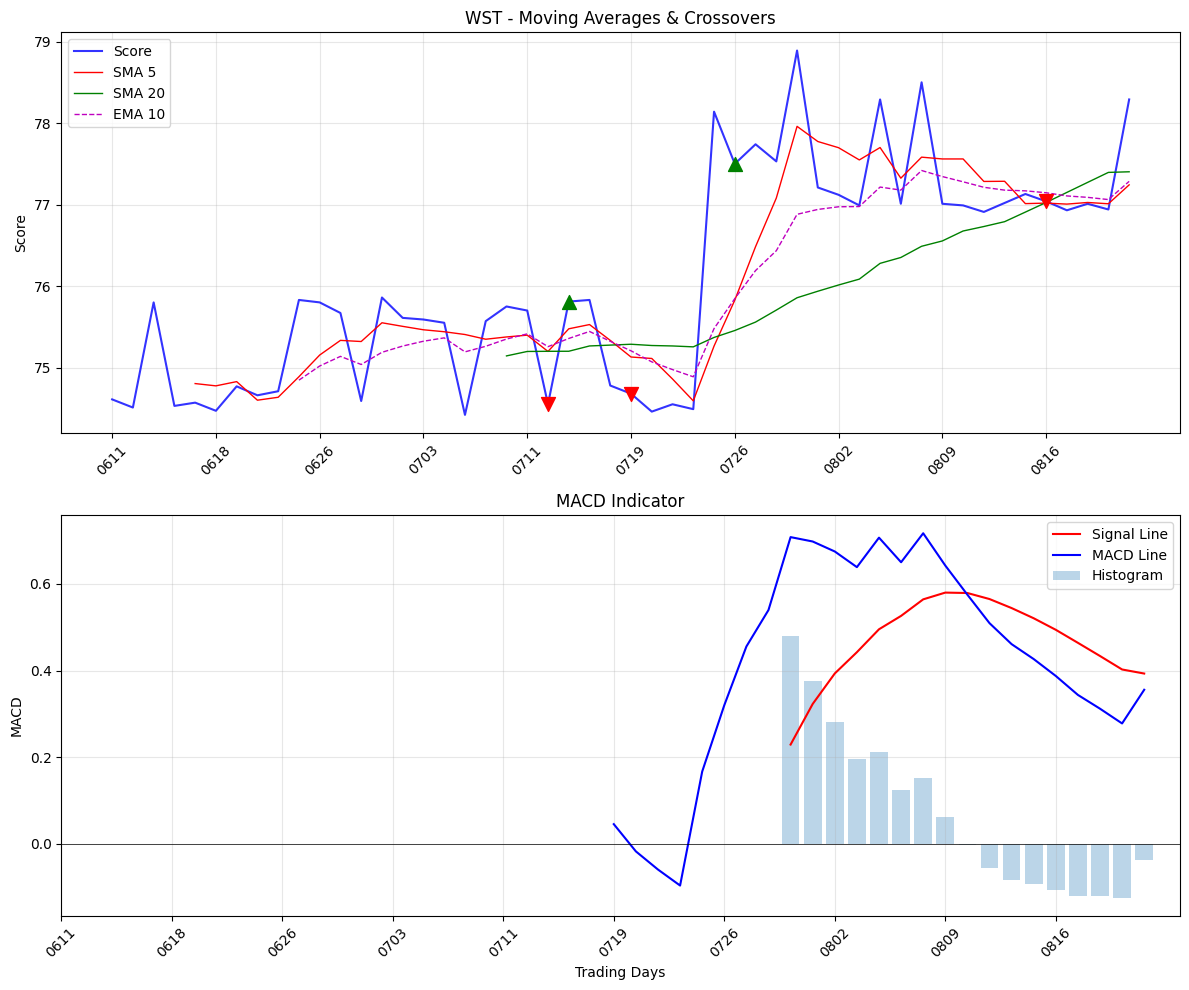 WST - Moving Averages & Crossovers
Score
SMA 5
SMA 20
EMA 10
79
78
77
76
75
Score
0611
0618
0626
0703
0711
0719
0726
0802
0809
0816
MACD Indicator
Signal Line
MACD Line
Histogram
0.6
0.4
0.2
0.0
MACD
0611
0618
0626
0703
0711
0719
0726
0802
0809
0816
Trading Days